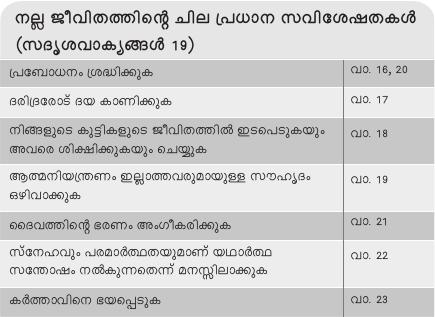 നല്ല ജീവിതത്തിന്റെ ചില പ്രധാന സവിശേഷതകൾ
(സദൃശവാക്യങ്ങൾ 19)
പ്രബോധനം ശ്രദ്ധിക്കുക വാ. 16, 20
ദരിദ്രരോട് ദയ കാണിക്കുക വാ. 17
നിങ്ങളുടെ കുട്ടികളുടെ ജീവിതത്തിൽ ഇടപെടുകയും
അവരെ ശിക്ഷിക്കുകയും ചെയ്യുക വാ. 18
ആത്മനിയന്ത്രണം ഇല്ലാത്തവരുമായുള്ള സൗഹൃദം
ഒഴിവാക്കുക വാ. 19
ദൈവത്തിന്റെ ഭരണം അംഗീകരിക്കുക വാ. 21
സ്നേഹവും പരമാർത്ഥതയുമാണ് യഥാർത്ഥ
സന്തോഷം നൽകുന്നതെന്ന് മനസ്സിലാക്കുക വാ. 22
കർത്താവിനെ ഭയപ്പെടുക വാ. 23